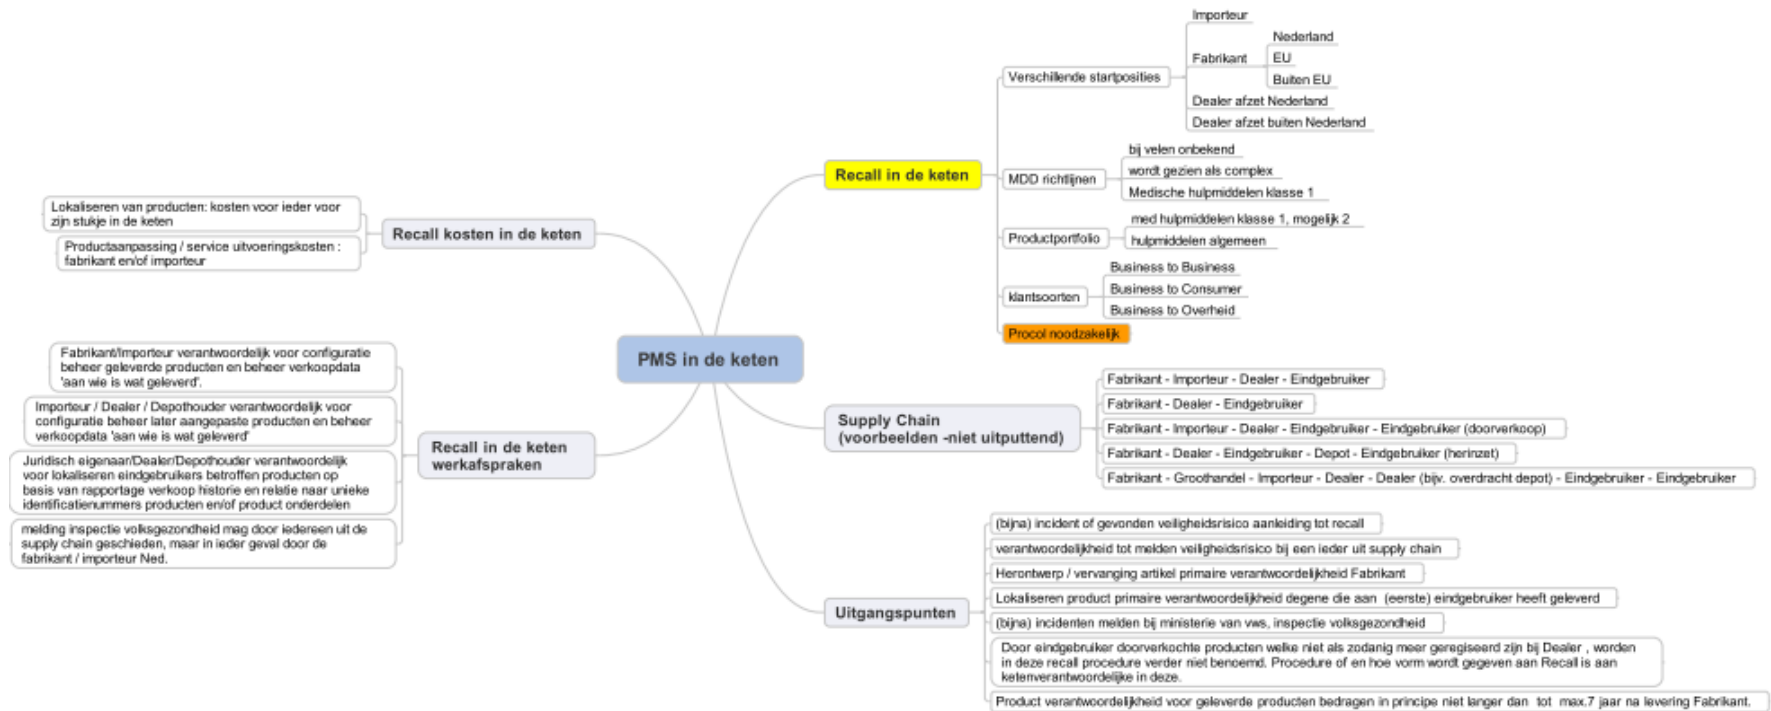 PMS in de keten
Recall in de keten
Verschillende startposities
Importeur
Fabrikant
Nederland
EU
Buiten EU
Dealer afzet Nederland
Dealer afzet buiten Nederland
MDD richtlijnen
bij velen onbekend
wordt gezien als complex
Medische hulpmiddelen klasse 1
Productportfolio
med hulpmiddelen klasse 1, mogelijk 2
hulpmiddelen algemeen
klantsoorten
Business to Business
Business to Consumer
Business to Overheid
Procol noodzakelijk
Supply Chain
(voorbeelden -niet uitputtend)
Fabrikant - Importeur - Dealer - Eindgebruiker
Fabrikant - Dealer - Eindgebruiker
Fabrikant - Importeur - Dealer - Eindgebruiker - Eindgebruiker (doorverkoop)
Fabrikant - Dealer - Eindgebruiker - Depot - Eindgebruiker (herinzet)
Fabrikant - Groothandel - Importeur - Dealer - Dealer (bijv. overdracht depot) - Eindgebruiker - Eindgebruiker
Uitgangspunten
(bijna) incident of gevonden veiligheidsrisico aanleiding tot recall
verantwoordelijkheid tot melden veiligheidsrisico bij een ieder uit supply chain
Herontwerp / vervanging artikel primaire verantwoordelijkheid Fabrikant
Lokaliseren product primaire verantwoordelijkheid degene die aan (eerste) eindgebruiker heeft geleverd
(bijna) incidenten melden bij ministerie van vws, inspectie volksgezondheid
Door eindgebruiker doorverkochte producten welke niet als zodanig meer geregiseerd zijn bij Dealer , worden
in deze recall procedure verder niet benoemd. Procedure of en hoe vorm wordt gegeven aan Recall is aan
ketenverantwoordelijke in deze.
Product verantwoordelijkheid voor geleverde producten bedragen in principe niet langer dan tot max.7 jaar na levering Fabrikant.
Recall kosten in de keten
Lokaliseren van producten: kosten voor ieder voor
zijn stukje in de keten
Productaanpassing / service uitvoeringskosten :
fabrikant en/of importeur
Recall in de keten
werkafspraken
Fabrikant/Importeur verantwoordelijk voor configuratie
beheer geleverde producten en beheer verkoopdata
'aan wie is wat geleverd'.
Importeur / Dealer / Depothouder verantwoordelijk voor
configuratie beheer later aangepaste producten en beheer
verkoopdata 'aan wie is wat geleverd'
Juridisch eigenaar/Dealer/Depothouder verantwoordelijk
voor lokaliseren eindgebruikers betroffen producten op
basis van rapportage verkoop historie en relatie naar unieke
identificatienummers producten en/of product onderdelen
melding inspectie volksgezondheid mag door iedereen uit de
supply chain geschieden, maar in ieder geval door de
fabrikant / importeur Ned.